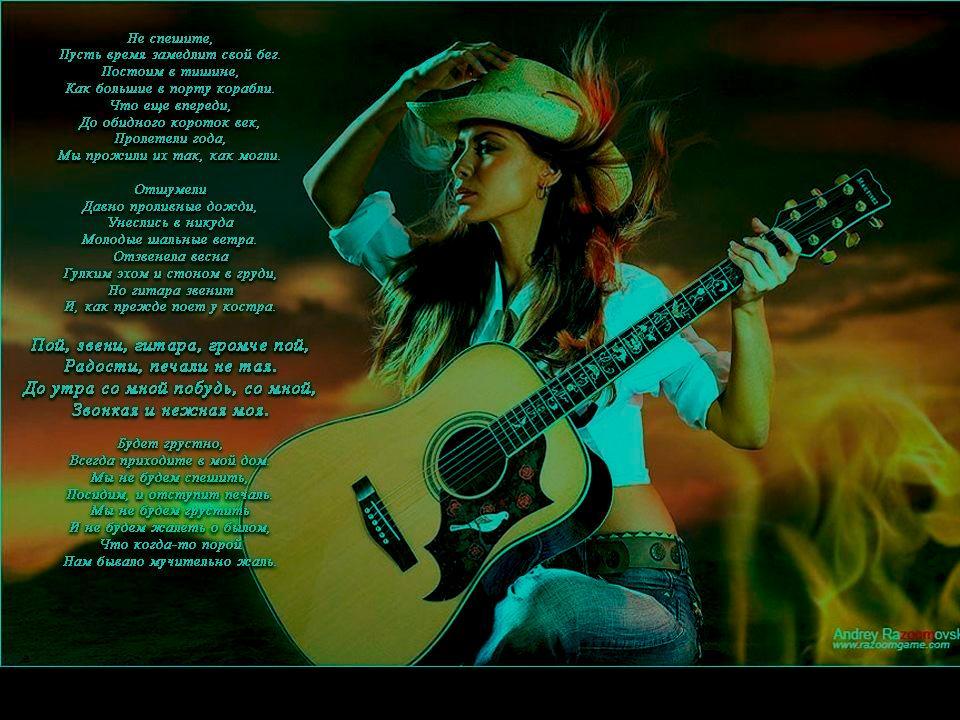 Не спешите,
Пусть время замедлит свой бег.
Постоим в тишине,
Как большие в порту корабли.
Что еще впереди,
До обидного короток век,
Пролетели года,
Мы прожили их так, как могли.
Отшумели
Давно проливные дожди,
Унеслись в никуда
Молодые шальные ветра.
Отзвенела весна
Гулким эхом и стоном в груди,
Но гитара звенит
И, как прежде поет у костра.
Пой, звени, гитара, громче пой,
Радости, печали не тая.
До утра со мной побудь, со мной,
Звонкая и нежная моя.
Будет грустно,
Всегда приходите в мой дом.
Мы не будем спешить,
Посидим, и отступит печаль.
Мы не будем грустить
И не будем жалеть о былом,
Что когда-то порой
Нам бывало мучительно жаль.
Andrey Razoomovsk
www.razoomgame.com